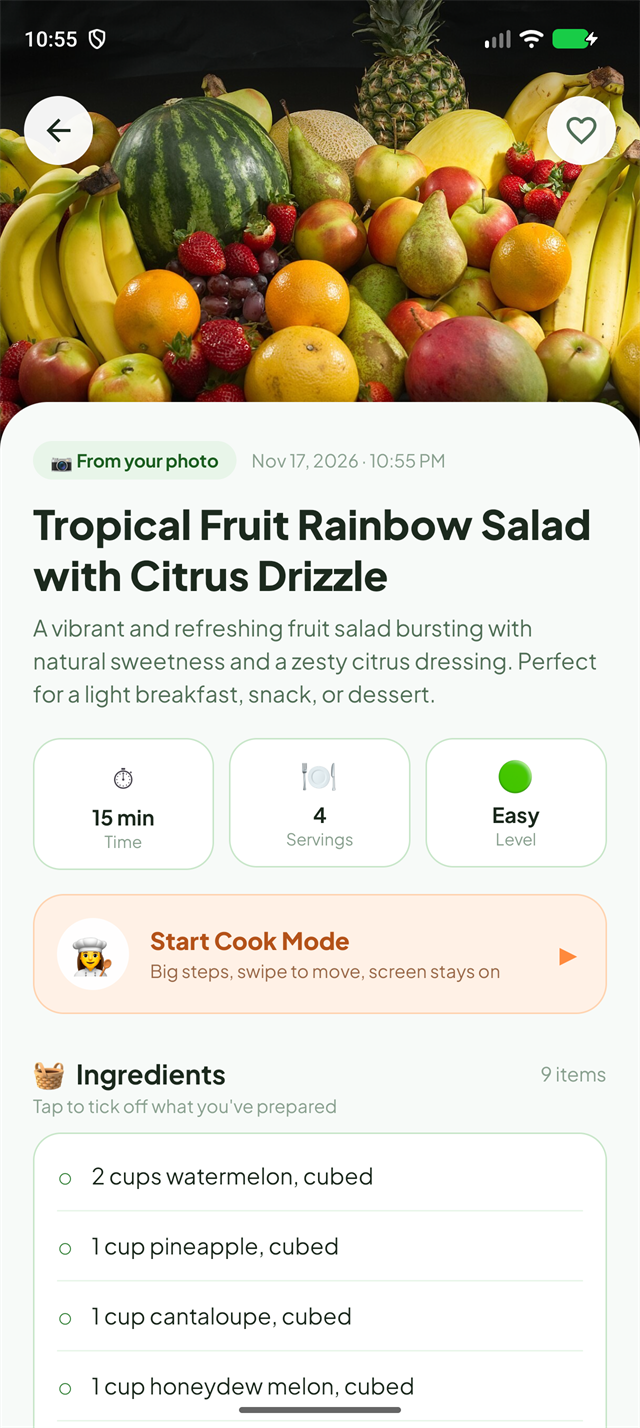 10:55
From your photo
Nov 17, 2026 · 10:55 PM
Tropical Fruit Rainbow Salad
with Citrus Drizzle
A vibrant and refreshing fruit salad bursting with
natural sweetness and a zesty citrus dressing. Perfect
for a light breakfast, snack, or dessert.
15 min
Time
4
Servings
Easy
Level
Start Cook Mode
Big steps, swipe to move, screen stays on
Ingredients
9 items
Tap to tick off what you've prepared
2 cups watermelon, cubed
1 cup pineapple, cubed
1 cup cantaloupe, cubed
1 cup honeydew melon, cubed